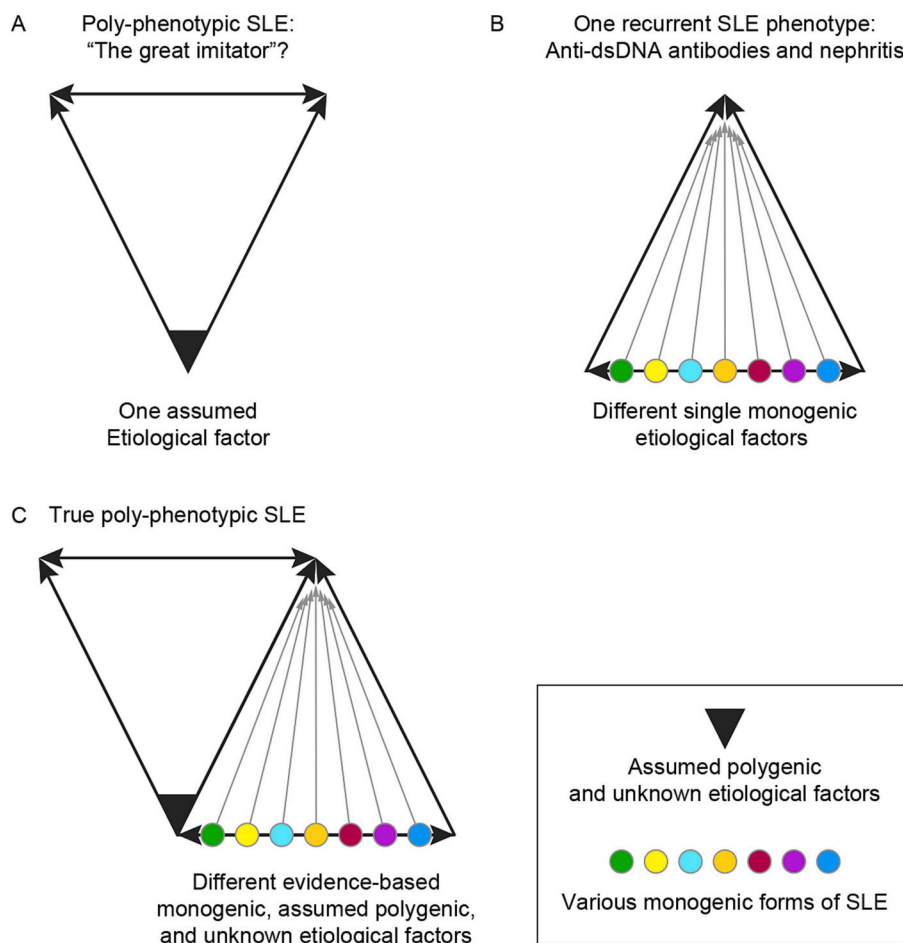 A
Poly-phenotypic SLE:
“The great imitator”?
One assumed
Etiological factor
B
One recurrent SLE phenotype:
Anti-dsDNA antibodies and nephritis
Different single monogenic
etiological factors
C True poly-phenotypic SLE
Different evidence-based
monogenic, assumed polygenic,
and unknown etiological factors
Assumed polygenic
and unknown etiological factors
Various monogenic forms of SLE